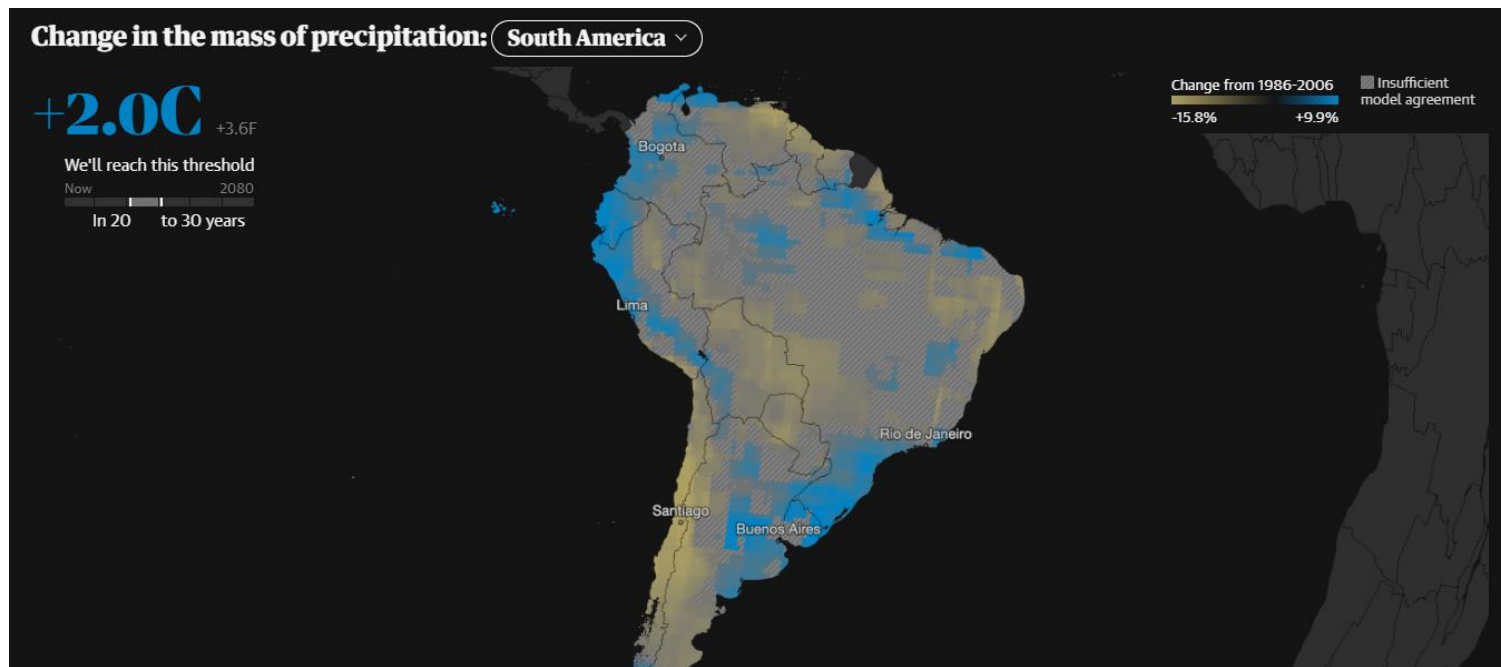 Change in the mass of precipitation: South America
+2.0C +3.6F
We'll reach this threshold
Now 2080
In 20 to 30 years
Change from 1986-2006
-15.8% +9.9%
Insufficient
model agreement
Bogota
Lima
Rio de Janeiro
Santiago
Buenos Aires